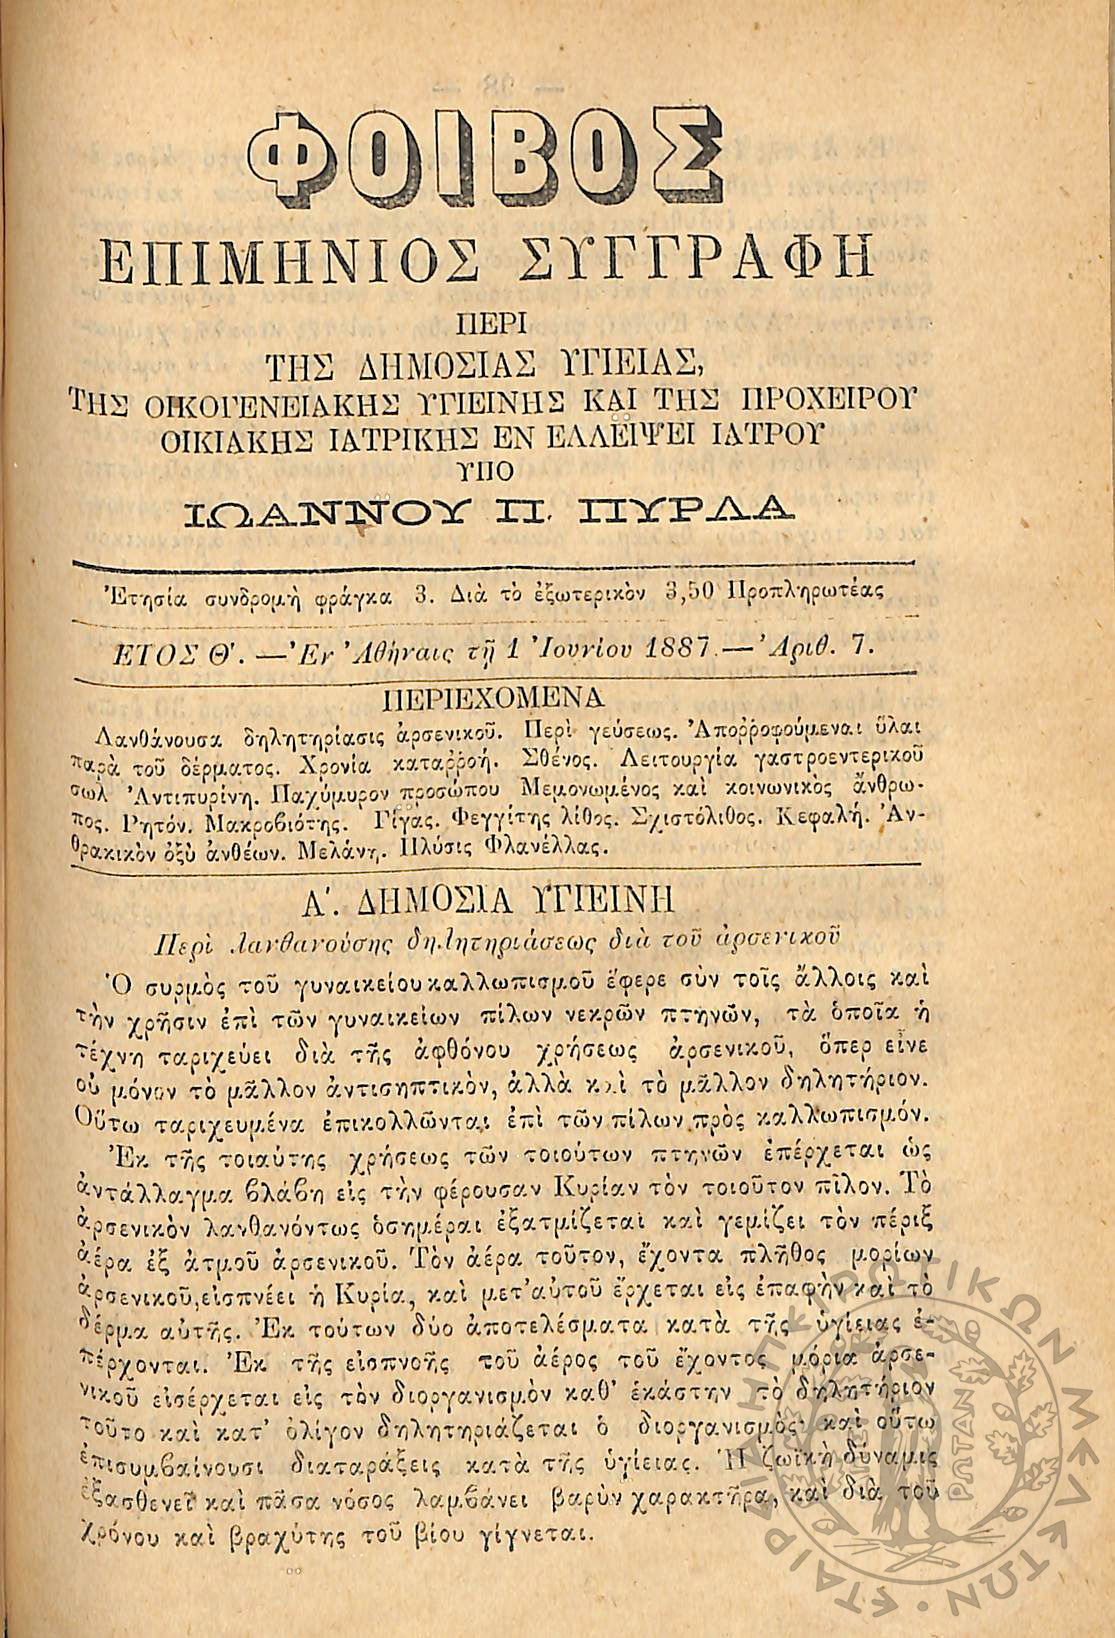 ΦΟΙΒΟΣ
ΕΠΙΜΗΝΙΟΣ ΣΥΓΓΡΑΦΗ
ΠΕΡΙ
ΤΗΣ ΔΗΜΟΣΙΑΣ ΥΓΙΕΙΑΣ,
ΤΗΣ ΟΙΚΟΓΕΝΕΙΑΚΗΣ ΥΓΙΕΙΝΗΣ ΚΑΙ ΤΗΣ ΠΡΟΧΕΙΡΟΥ
ΟΙΚΙΑΚΗΣ ΙΑΤΡΙΚΗΣ ΕΝ ΕΛΛΕΙΨΕΙ ΙΑΤΡΟΥ
ΥΠΟ
ΙΩΑΝΝΟΥ Π. ΠΥΡΛΑ
Ἐτησία συνδρομὴ φράγκα 3. Διὰ τὸ ἐξωτερικὸν 3,50 Προπληρωτέας
ΕΤΟΣ Θ΄. —Ἐν Ἀθήναις τῇ 1 Ἰουνίου 1887.—Ἀριθ. 7.
ΠΕΡΙΕΧΟΜΕΝΑ
Λανθάνουσα δηλητηρίασις ἀρσενικοῦ. Περὶ γεύσεως. Ἀποῤῥοφούμεναι ὕλαι
παρὰ τοῦ δέρματος. Χρονία καταῤῥοή. Σθένος. Λειτουργία γαστροεντερικοῦ
σωλ Ἀντιπυρίνη. Παχύμυρον προσώπου Μεμονωμένος καὶ κοινωνικὸς ἄνθρω-
πος. Ρητόν. Μακροβιότης. Γίγας. Φεγγίτης λίθος. Σχιστόλιθος. Κεφαλή. Ἀν-
θρακικὸν ὀξὺ ἀνθέων. Μελάνη. Πλύσις Φλανέλλας.
Α΄. ΔΗΜΟΣΙΑ ΥΓΙΕΙΝΗ
Περὶ λανθανούσης δηλητηριάσεως διὰ τοῦ ἀρσενικοῦ
Ὁ συρμὸς τοῦ γυναικείου καλλωπισμοῦ ἔφερε σὺν τοῖς ἄλλοις καὶ
τὴν χρῆσιν ἐπὶ τῶν γυναικείων πίλων νεκρῶν πτηνῶν, τὰ ὁποῖα ἡ
τέχνη ταριχεύει διὰ τῆς ἀφθόνου χρήσεως ἀρσενικοῦ, ὅπερ εἶνε
οὐ μόνον τὸ μᾶλλον ἀντισηπτικὸν, ἀλλὰ καὶ τὸ μᾶλλον δηλητήριον.
Οὕτω ταριχευμένα ἐπικολλῶνται ἐπὶ τῶν πίλων πρὸς καλλωπισμόν.
Ἐκ τῆς τοιαύτης χρήσεως τῶν τοιούτων πτηνῶν ἐπέρχεται ὡς
ἀντάλλαγμα βλάβη εἰς τὴν φέρουσαν Κυρίαν τὸν τοιοῦτον πῖλον. Τὸ
ἀρσενικὸν λανθανόντως ὁσημέραι ἐξατμίζεται καὶ γεμίζει τὸν πέριξ
ἀέρα ἐξ ἀτμοῦ ἀρσενικοῦ. Τὸν ἀέρα τοῦτον, ἔχοντα πλῆθος μορίων
ἀρσενικοῦ, εἰσπνέει ἡ Κυρία, καὶ μετ' αὐτοῦ ἔρχεται εἰς ἐπαφὴν καὶ τὸ
δέρμα αὐτῆς. Ἐκ τούτων δύο ἀποτελέσματα κατὰ τῆς ὑγίειας ἐ-
πέρχονται. Ἐκ τῆς εἰσπνοῆς τοῦ ἀέρος τοῦ ἔχοντος μόρια ἀρσε-
νικοῦ εἰσέρχεται εἰς τὸν διοργανισμὸν καθ' ἑκάστην τὸ δηλητήριον
τοῦτο καὶ κατ' ὀλίγον δηλητηριάζεται ὁ διοργανισμὸς καὶ οὕτω
ἐπισυμβαίνουσι διαταράξεις κατὰ τῆς ὑγίειας. Ἡ ζωϊκὴ δύναμις
ἐξασθενεῖ καὶ πᾶσα νόσος λαμβάνει βαρὺν χαρακτῆρα, καὶ διὰ τοῦ
χρόνου καὶ βραχύτης τοῦ βίου γίγνεται.
ΕΤΑΙΡΕΙΑ ΗΠΕΙΡΩΤΙΚΩΝ ΜΕΛΕΤΩΝ